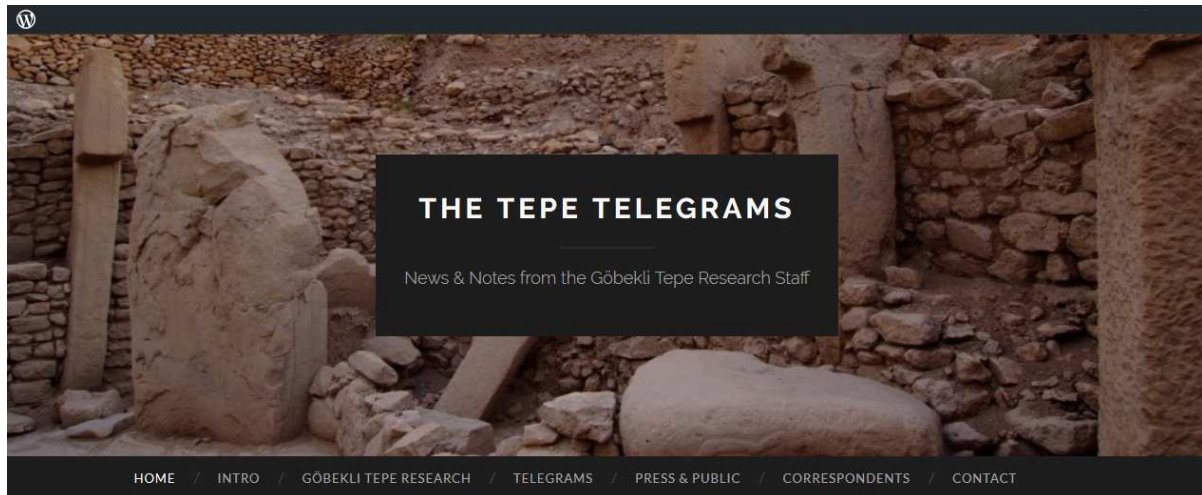 THE TEPE TELEGRAMS
News & Notes from the Göbekli Tepe Research Staff
HOME / INTRO / GÖBEKLI TEPE RESEARCH / TELEGRAMS / PRESS & PUBLIC / CORRESPONDENTS / CONTACT